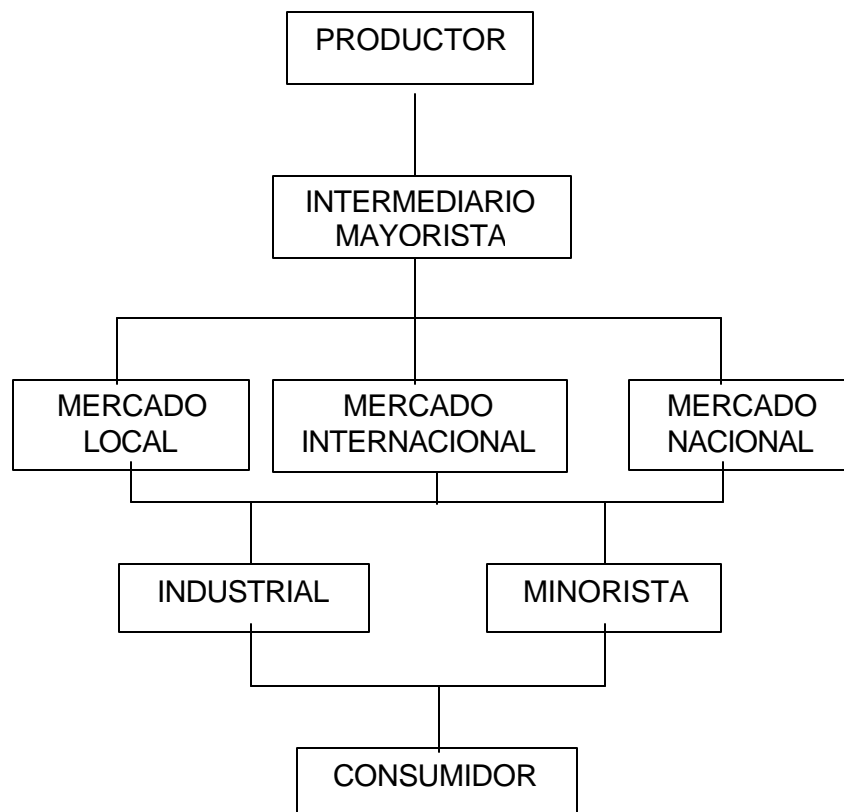 PRODUCTOR
INTERMEDIARIO
MAYORISTA
MERCADO
LOCAL
MERCADO
INTERNACIONAL
MERCADO
NACIONAL
INDUSTRIAL
MINORISTA
CONSUMIDOR